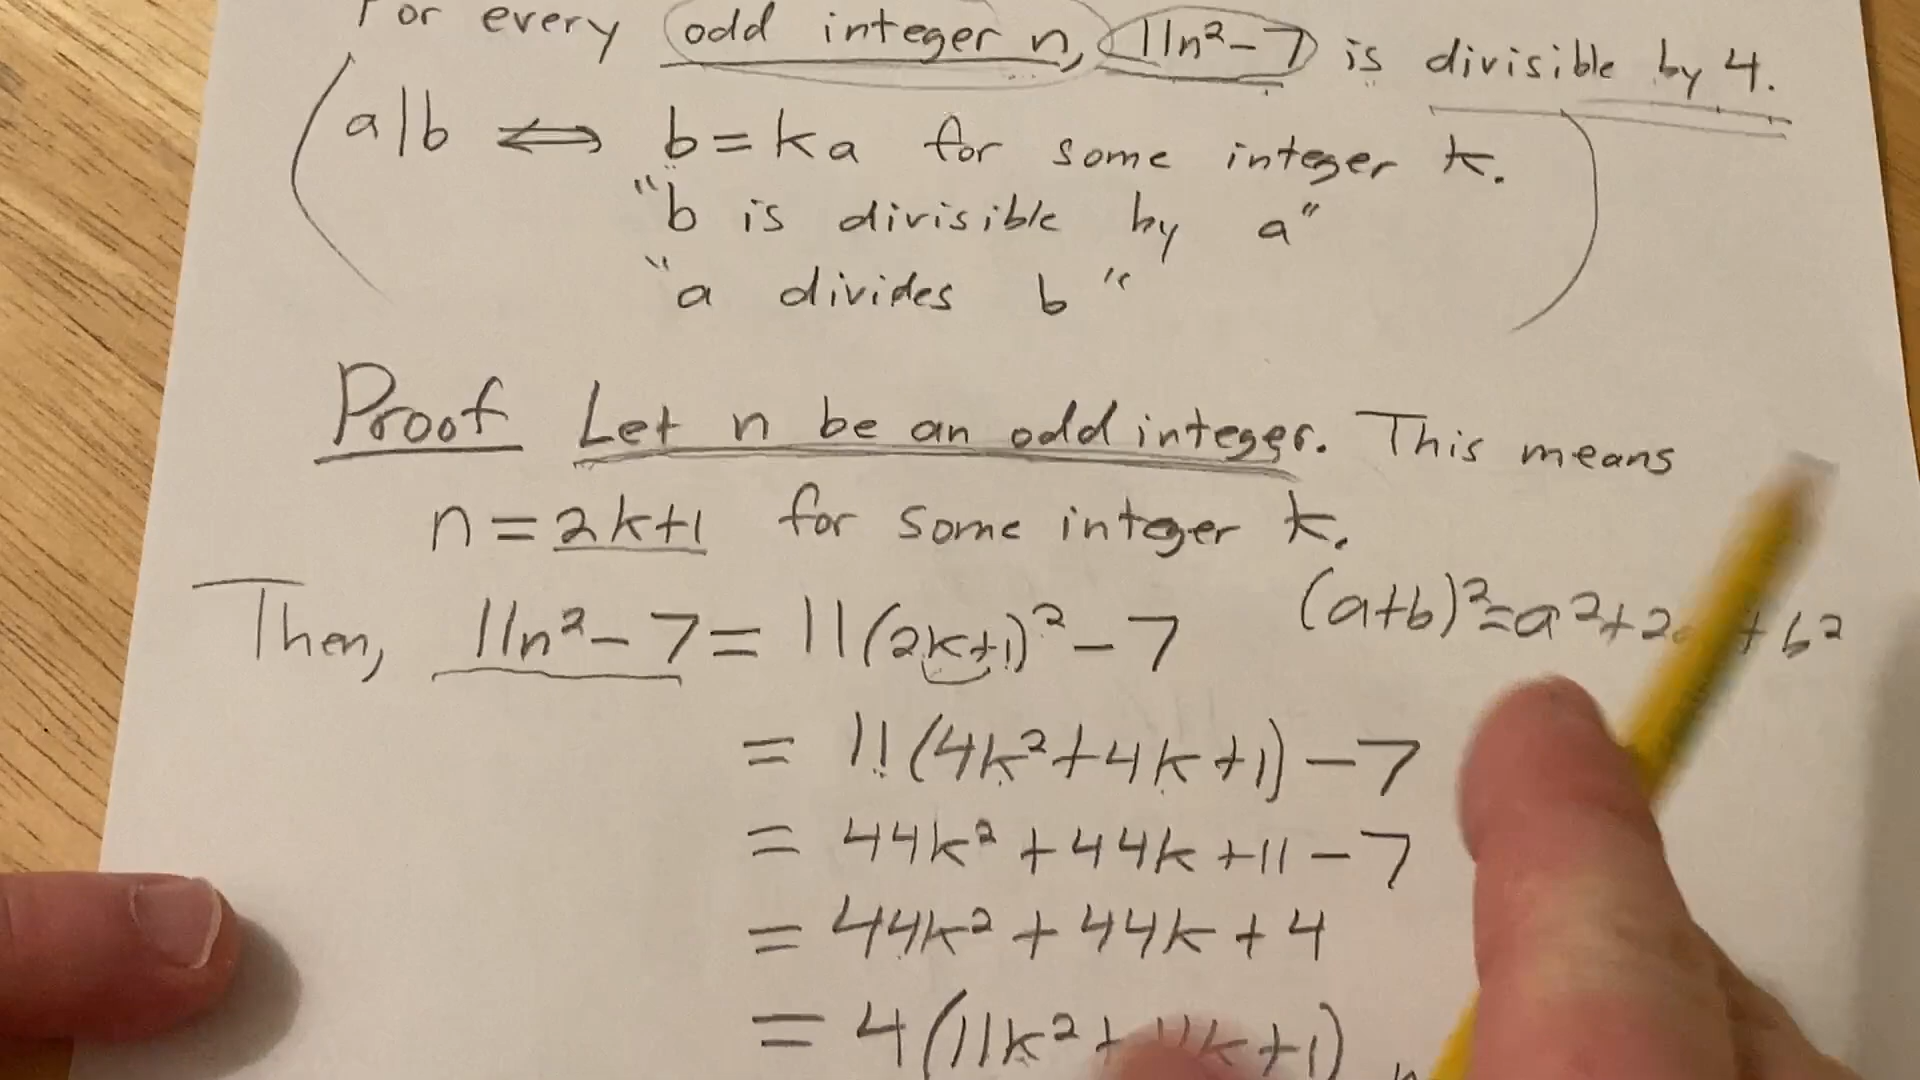 For every odd integer n, 11n²-7 is divisible by 4.
a|b ⟺ b=ka for some integer k.
"b is divisible by a"
"a divides b"
Proof Let n be an odd integer. This means
n=2k+1 for some integer k.
(a+b)²=a²+2 +b²
Then, 11n²-7=11(2k+1)²-7
= 11(4k²+4k+1)-7
= 44k²+44k+11-7
= 44k²+44k+4
= 4(11k²+11k+1)